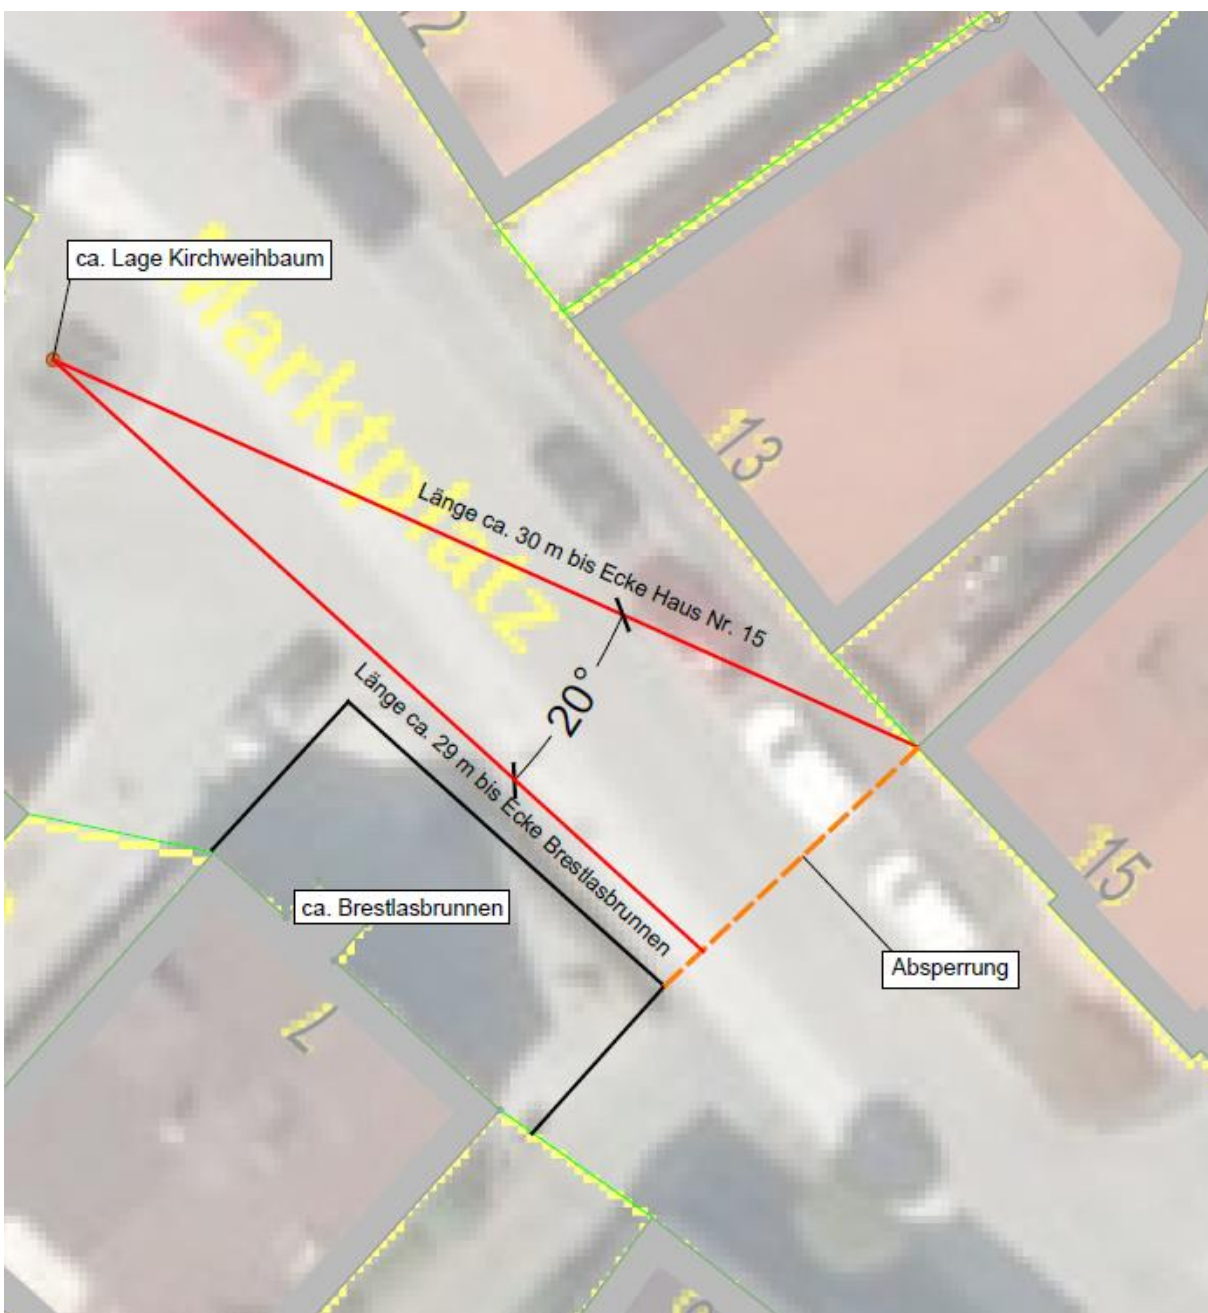 ca. Lage Kirchweihbaum
Marktplatz
13
Länge ca. 30 m bis Ecke Haus Nr. 15
20°
Länge ca. 29 m bis Ecke Brestlasbrunnen
15
ca. Brestlasbrunnen
Absperrung
7